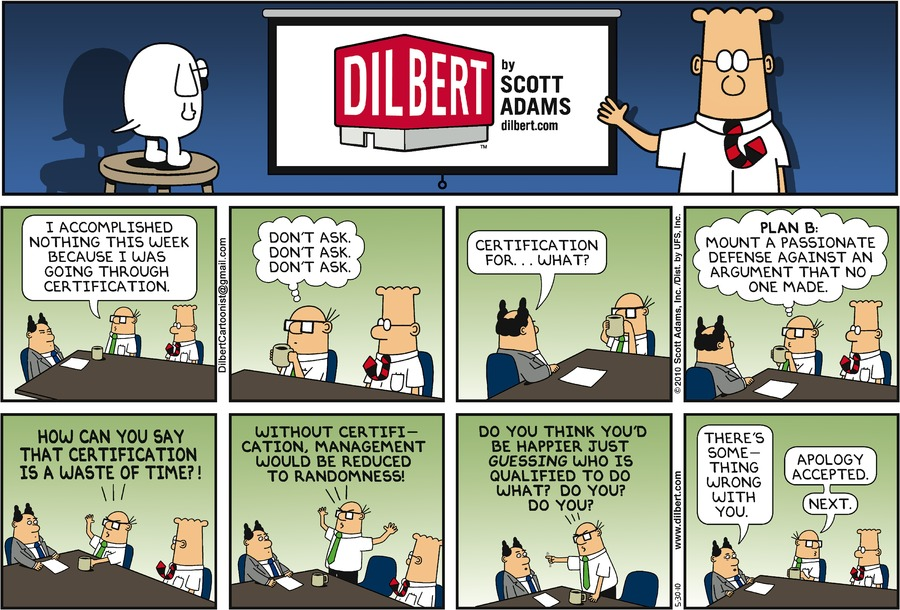 DILBERT
™
by
SCOTT
ADAMS
dilbert.com
I ACCOMPLISHED
NOTHING THIS WEEK
BECAUSE I WAS
GOING THROUGH
CERTIFICATION.
DilbertCartoonist@gmail.com
DON'T ASK.
DON'T ASK.
DON'T ASK.
CERTIFICATION
FOR... WHAT?
© 2010 Scott Adams, Inc. /Dist. by UFS, Inc.
PLAN B:
MOUNT A PASSIONATE
DEFENSE AGAINST AN
ARGUMENT THAT NO
ONE MADE.
HOW CAN YOU SAY
THAT CERTIFICATION
IS A WASTE OF TIME?!
WITHOUT CERTIFI-
CATION, MANAGEMENT
WOULD BE REDUCED
TO RANDOMNESS!
DO YOU THINK YOU'D
BE HAPPIER JUST
GUESSING WHO IS
QUALIFIED TO DO
WHAT? DO YOU?
DO YOU?
5-30-10
www.dilbert.com
THERE'S
SOME-
THING
WRONG
WITH
YOU.
APOLOGY
ACCEPTED.
NEXT.